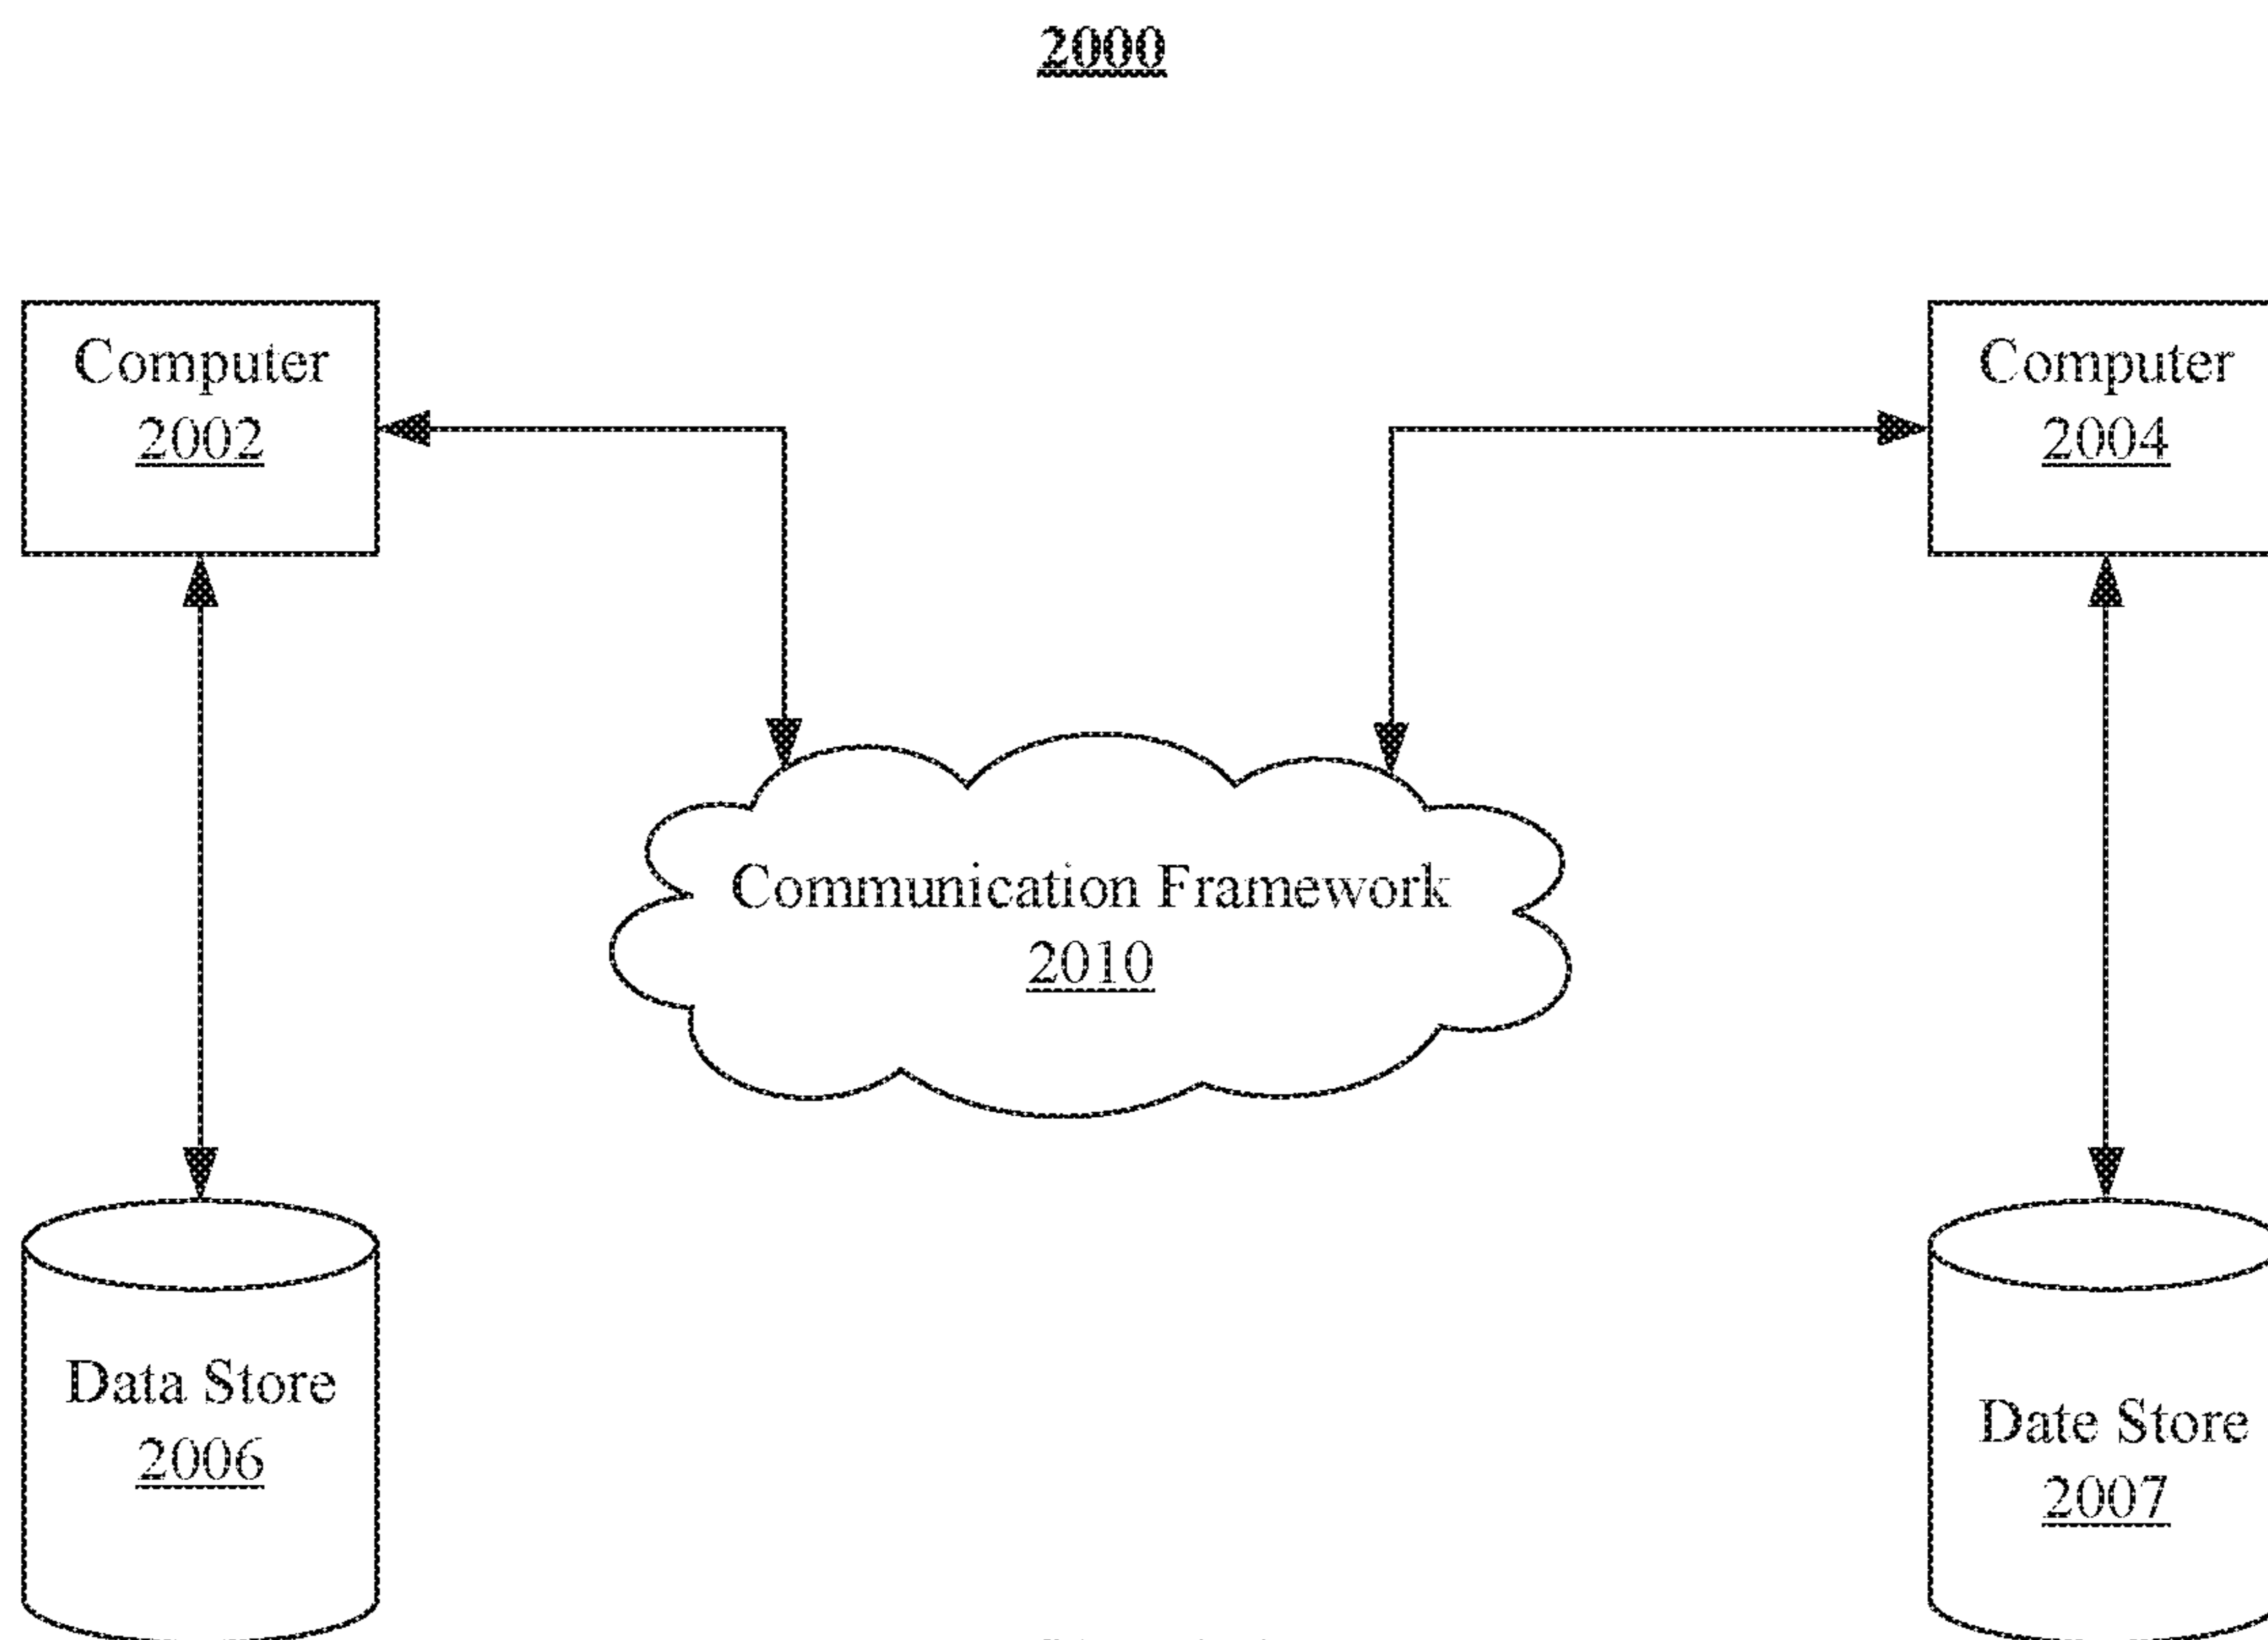 2000
Computer
2002
Computer
2004
Communication Framework
2010
Data Store
2006
Date Store
2007